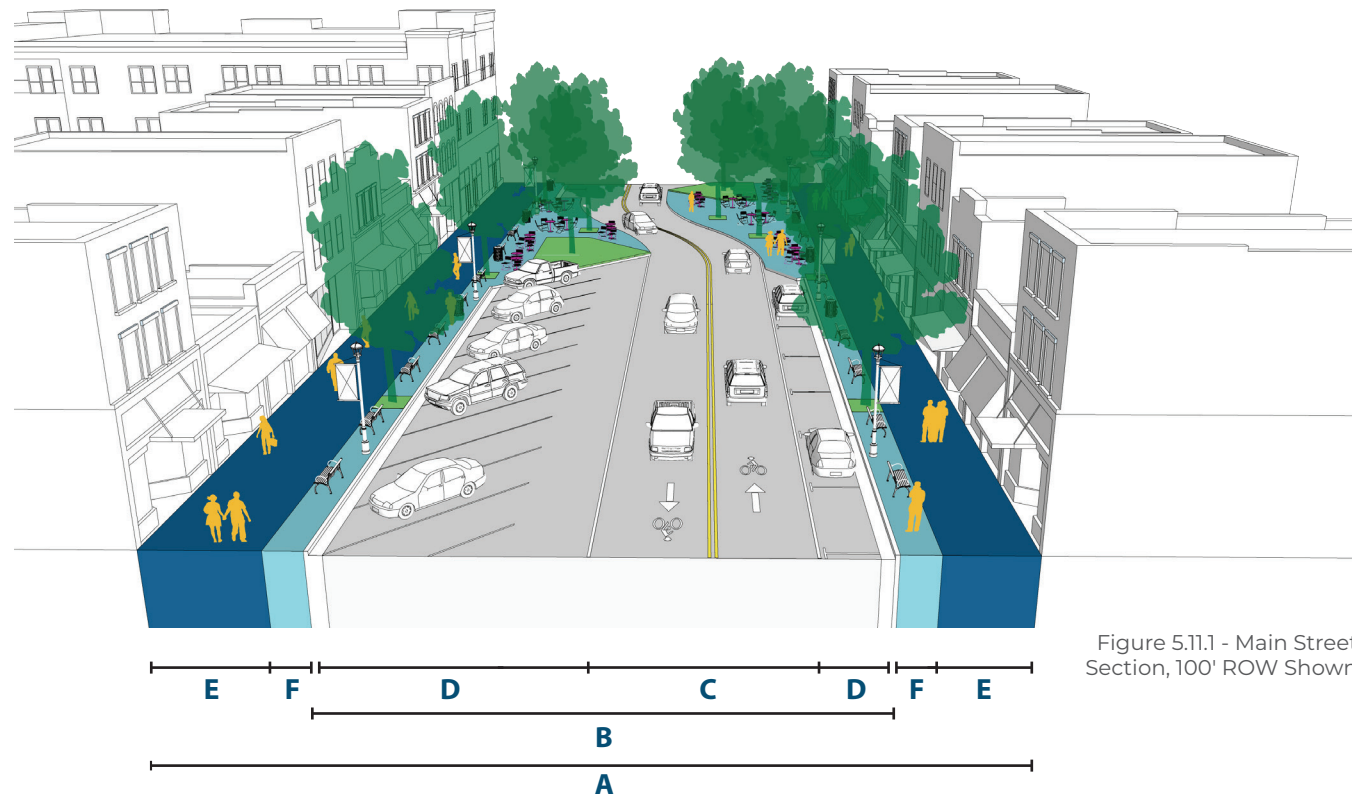 Figure 5.11.1 - Main Street
Section, 100' ROW Shown
E F D C D F E
B
A